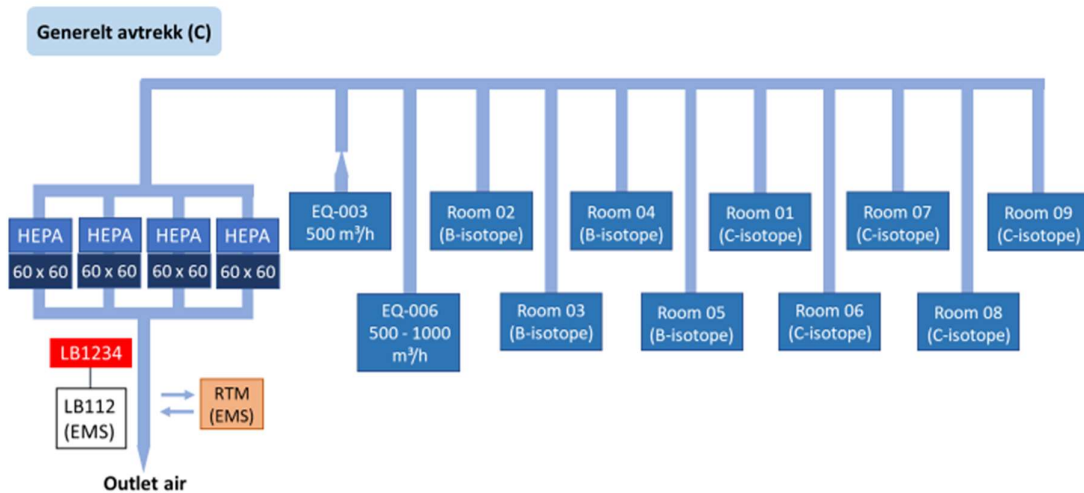 Generelt avtrekk (C)
HEPA
HEPA
HEPA
HEPA
60 x 60
60 x 60
60 x 60
60 x 60
EQ-003
500 m³/h
Room 02
(B-isotope)
Room 04
(B-isotope)
Room 01
(C-isotope)
Room 07
(C-isotope)
Room 09
(C-isotope)
EQ-006
500 - 1000
m³/h
Room 03
(B-isotope)
Room 05
(B-isotope)
Room 06
(C-isotope)
Room 08
(C-isotope)
LB1234
LB112
(EMS)
RTM
(EMS)
Outlet air